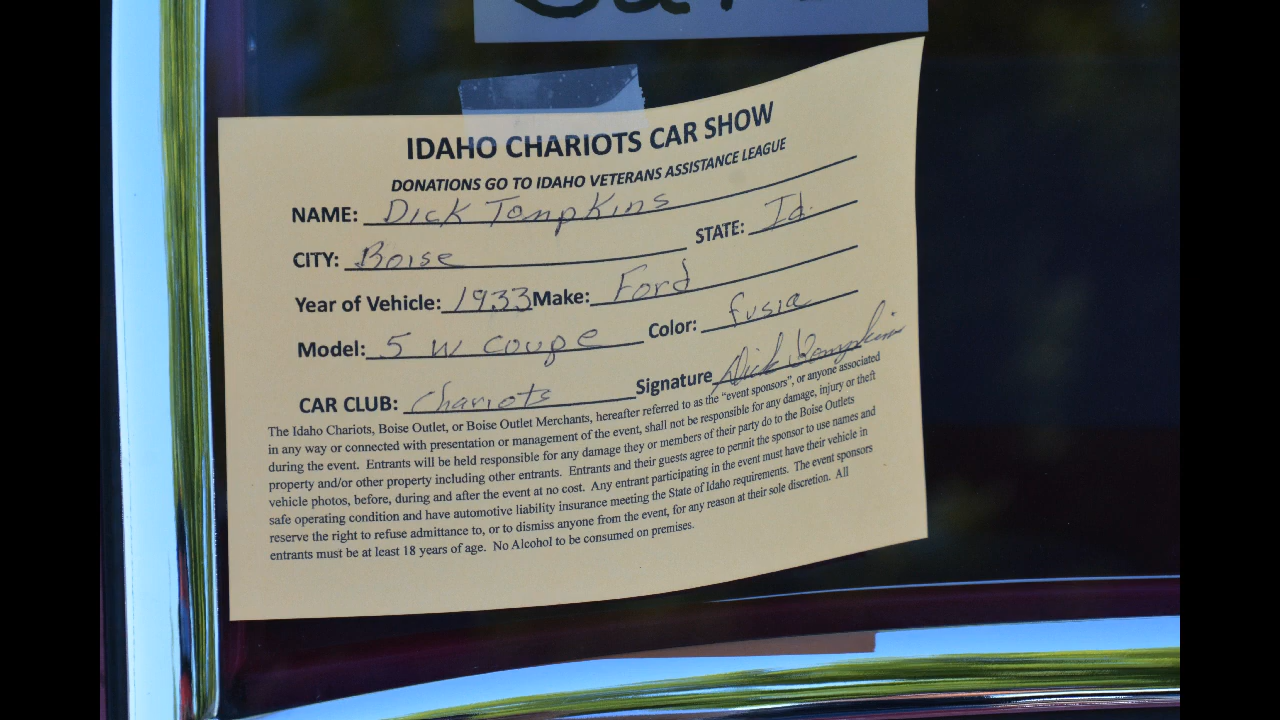 IDAHO CHARIOTS CAR SHOW
DONATIONS GO TO IDAHO VETERANS ASSISTANCE LEAGUE
NAME: Dick Tompkins
CITY: Boise STATE: Id.
Year of Vehicle: 1933 Make: Ford
Model: 5 w coupe Color: fusia
CAR CLUB: Chariots Signature Dick Tompkins
The Idaho Chariots, Boise Outlet, or Boise Outlet Merchants, hereafter referred to as the "event sponsors", or anyone associated
in any way or connected with presentation or management of the event, shall not be responsible for any damage, injury or theft
during the event. Entrants will be held responsible for any damage they or members of their party do to the Boise Outlets
property and/or other property including other entrants. Entrants and their guests agree to permit the sponsor to use names and
vehicle photos, before, during and after the event at no cost. Any entrant participating in the event must have their vehicle in
safe operating condition and have automotive liability insurance meeting the State of Idaho requirements. The event sponsors
reserve the right to refuse admittance to, or to dismiss anyone from the event, for any reason at their sole discretion. All
entrants must be at least 18 years of age. No Alcohol to be consumed on premises.